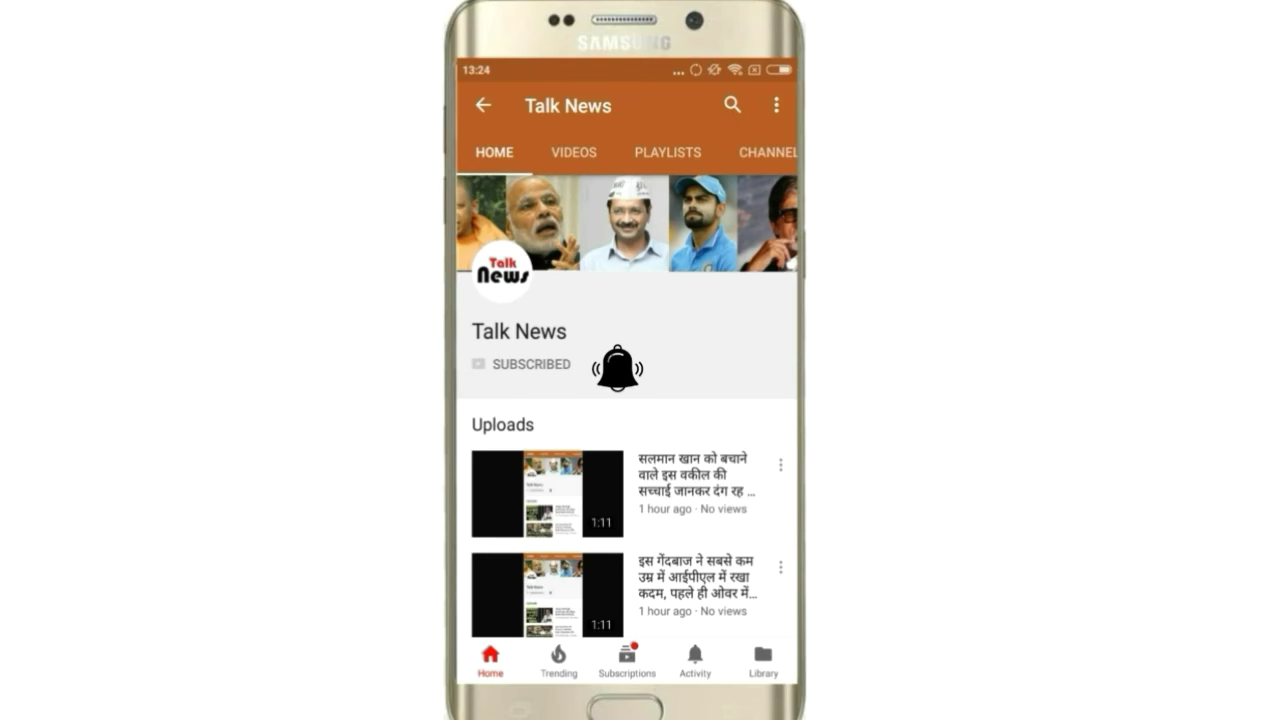 SAMSUNG
13:24
Talk News
HOME VIDEOS PLAYLISTS CHANNEL
Talk
News
Talk News
SUBSCRIBED
Uploads
सलमान खान को बचाने
वाले इस वकील की
सच्चाई जानकर दंग रह ...
1 hour ago · No views
1:11
इस गेंदबाज ने सबसे कम
उम्र में आईपीएल में रखा
कदम, पहले ही ओवर में...
1 hour ago · No views
1:11
Home Trending Subscriptions Activity Library